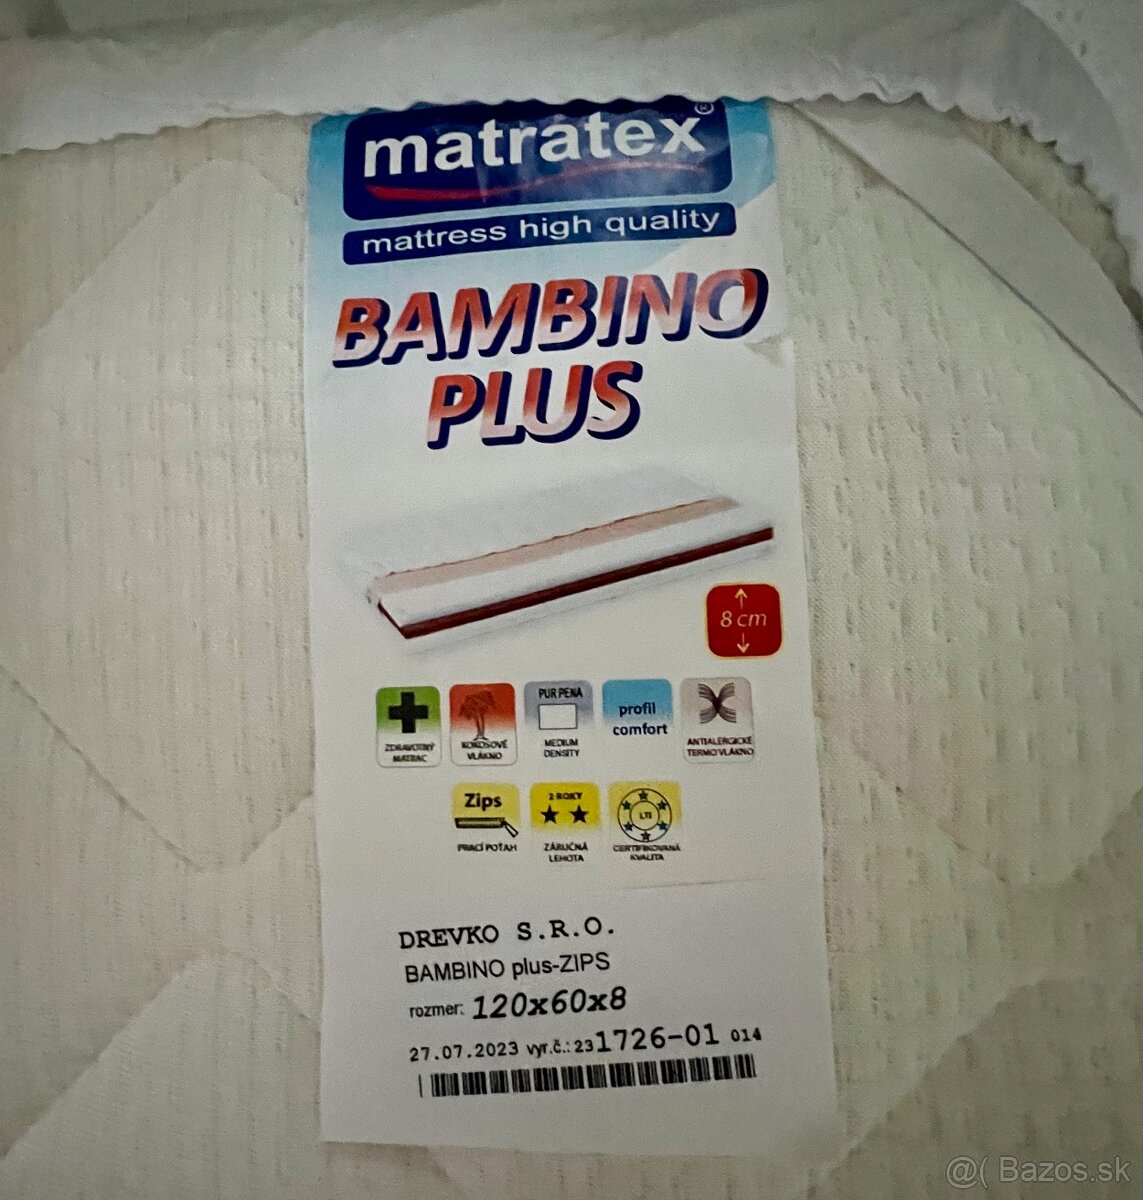 matratex®
mattress high quality
BAMBINO
PLUS
8 cm
ZDRAVOTNÝ
MATRAC
KOKOSOVÉ
VLÁKNO
PUR PENA
MEDIUM
DENSITY
profil
comfort
ANTIALERGICKÉ
TERMO VLÁKNO
Zips
PRACÍ POŤAH
2 ROKY
ZÁRUČNÁ
LEHOTA
LTI
CERTIFIKOVANÁ
KVALITA
DREVKO S.R.O.
BAMBINO plus-ZIPS
rozmer: 120x60x8
27.07.2023 vyr.č.: 231726-01 014
@( Bazos.sk